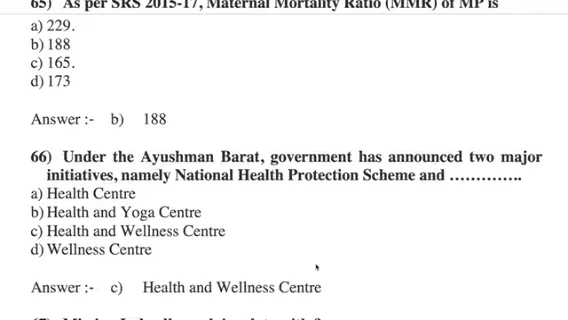 65) As per SRS 2015-17, Maternal Mortality Ratio (MMR) of MP is
a) 229.
b) 188
c) 165.
d) 173
Answer :- b) 188
66) Under the Ayushman Barat, government has announced two major
initiatives, namely National Health Protection Scheme and …………..
a) Health Centre
b) Health and Yoga Centre
c) Health and Wellness Centre
d) Wellness Centre
Answer :- c) Health and Wellness Centre